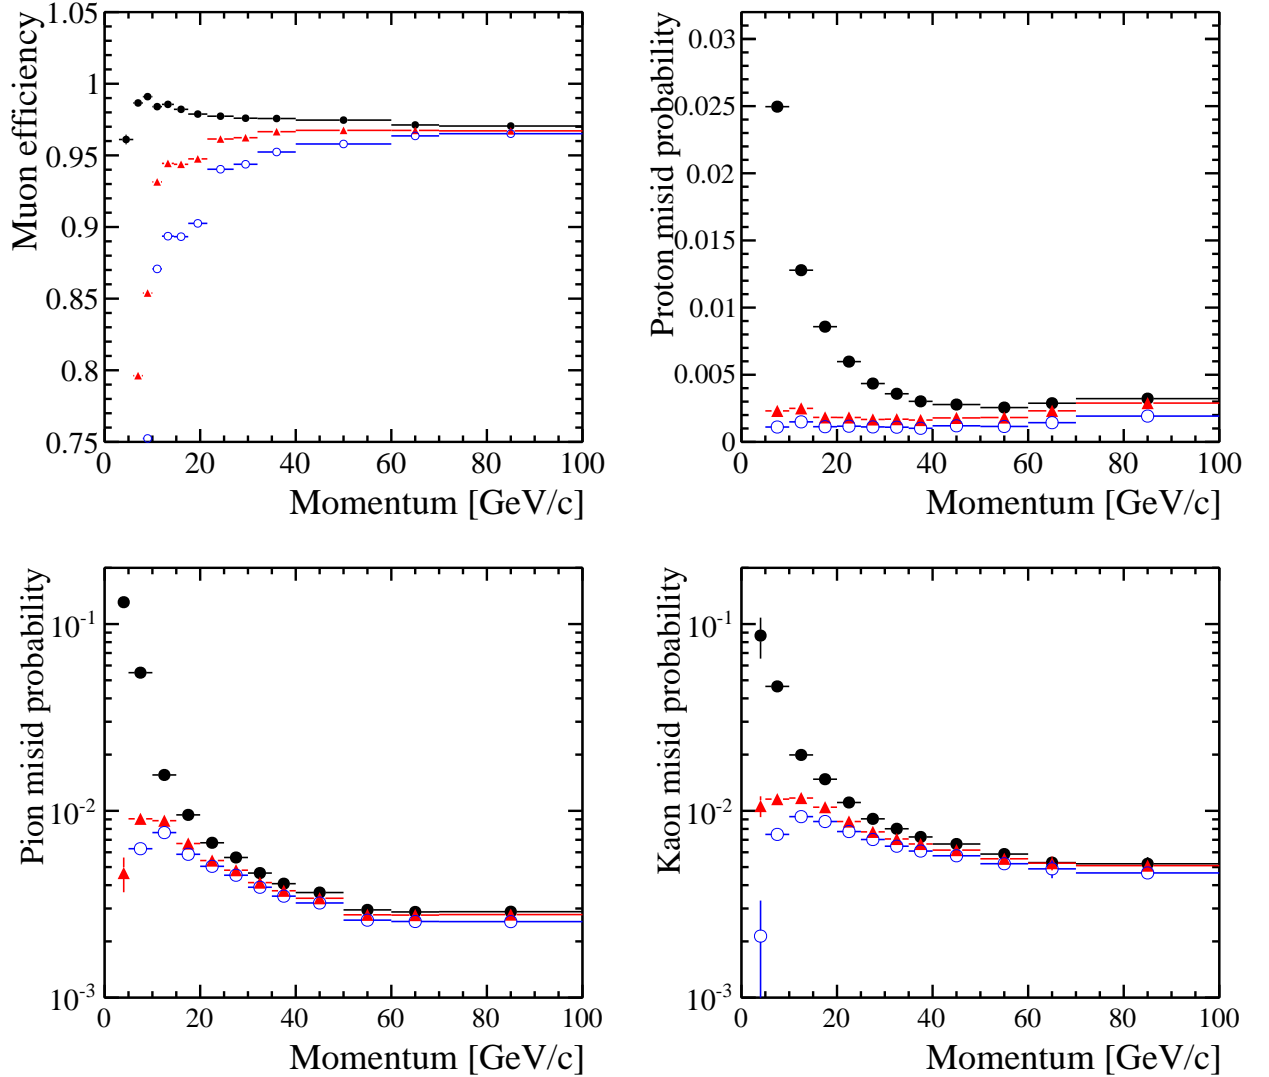 Muon efficiency
1.05
1
0.95
0.9
0.85
0.8
0.75
0 20 40 60 80 100
Momentum [GeV/c]
Proton misid probability
0.03
0.025
0.02
0.015
0.01
0.005
0
0 20 40 60 80 100
Momentum [GeV/c]
Pion misid probability
10^-1
10^-2
10^-3
0 20 40 60 80 100
Momentum [GeV/c]
Kaon misid probability
10^-1
10^-2
10^-3
0 20 40 60 80 100
Momentum [GeV/c]